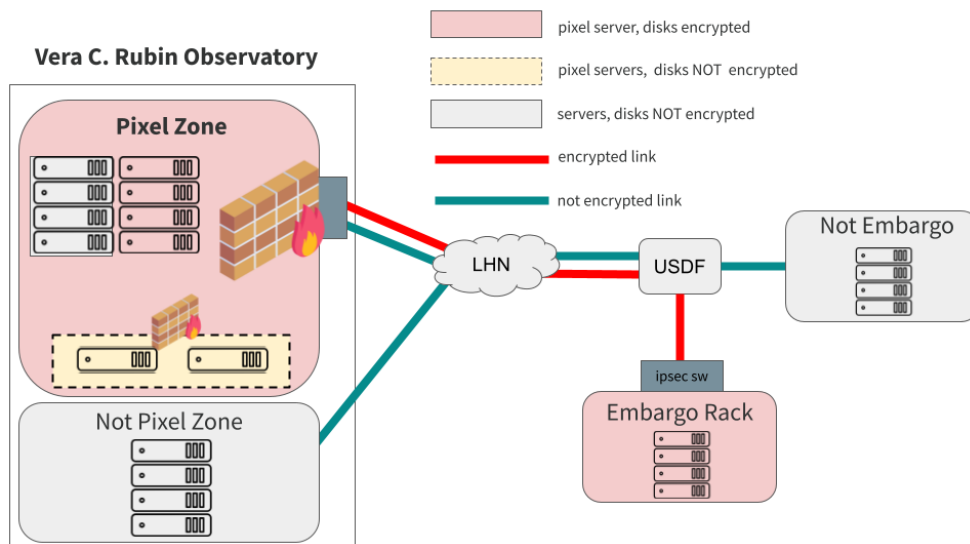 pixel server, disks encrypted
Vera C. Rubin Observatory
pixel servers, disks NOT encrypted
Pixel Zone
servers, disks NOT encrypted
encrypted link
not encrypted link
Not Embargo
LHN
USDF
ipsec sw
Not Pixel Zone
Embargo Rack